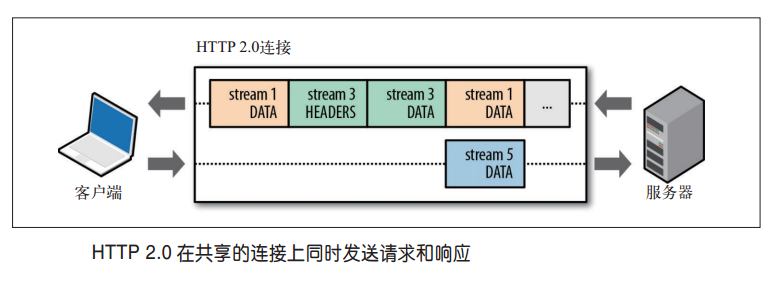 HTTP 2.0连接
stream 1 stream 3 stream 3 stream 1 ...
DATA HEADERS DATA DATA
stream 5
DATA
客户端
服务器
HTTP 2.0 在共享的连接上同时发送请求和响应